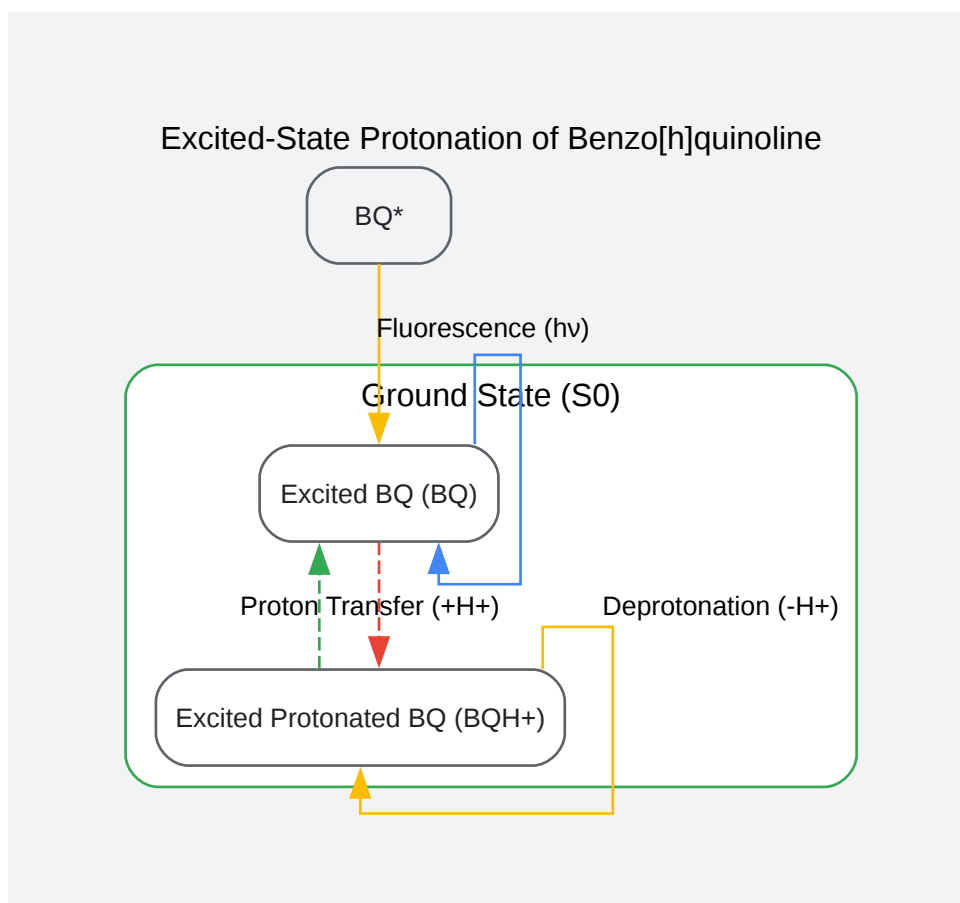 Excited-State Protonation of Benzo[h]quinoline
BQ*
Fluorescence (hν)
Ground State (S0)
Excited BQ (BQ)
Proton Transfer (+H+)
Deprotonation (-H+)
Excited Protonated BQ (BQH+)